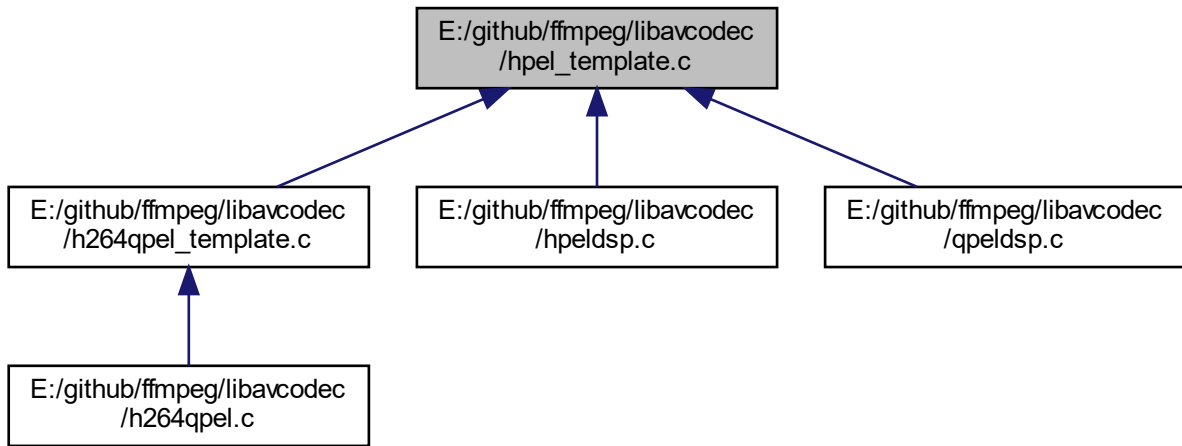 E:/github/ffmpeg/libavcodec
/hpel_template.c
E:/github/ffmpeg/libavcodec
/h264qpel_template.c
E:/github/ffmpeg/libavcodec
/hpeldsp.c
E:/github/ffmpeg/libavcodec
/qpeldsp.c
E:/github/ffmpeg/libavcodec
/h264qpel.c